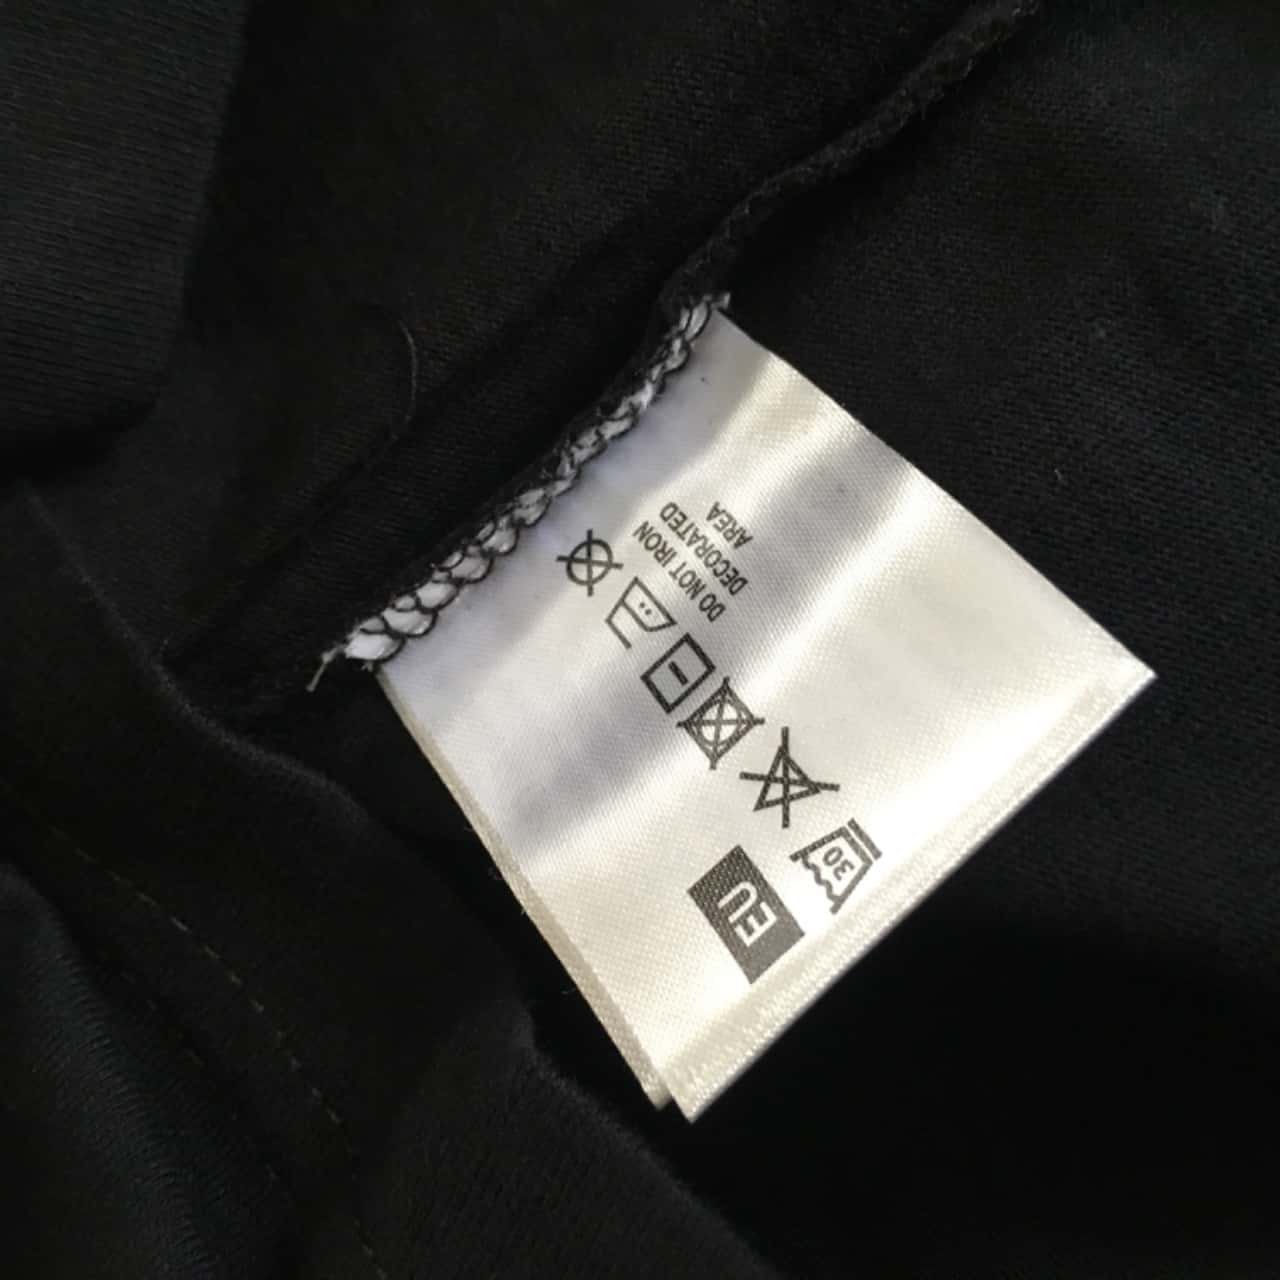 EU
30
DO NOT IRON
DECORATED
AREA